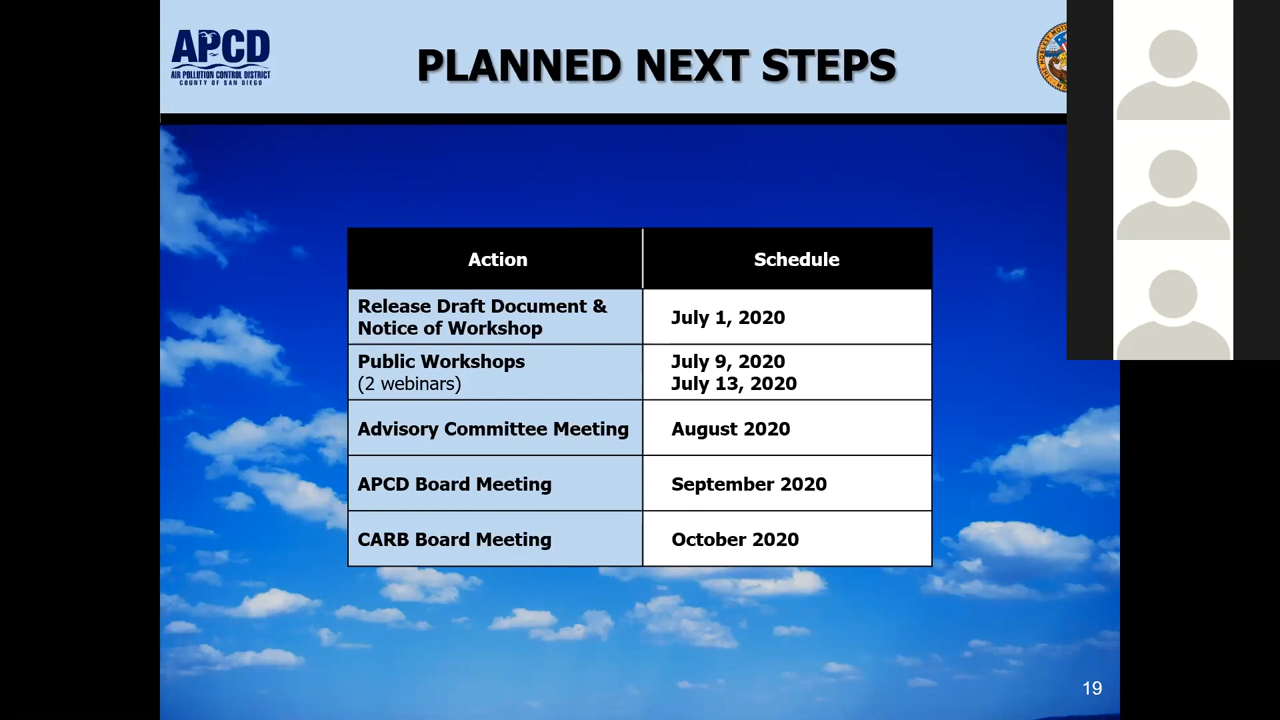 APCD
AIR POLLUTION CONTROL DISTRICT
COUNTY OF SAN DIEGO
PLANNED NEXT STEPS
Action Schedule
Release Draft Document &
Notice of Workshop
July 1, 2020
Public Workshops
(2 webinars)
July 9, 2020
July 13, 2020
Advisory Committee Meeting August 2020
APCD Board Meeting September 2020
CARB Board Meeting October 2020
19